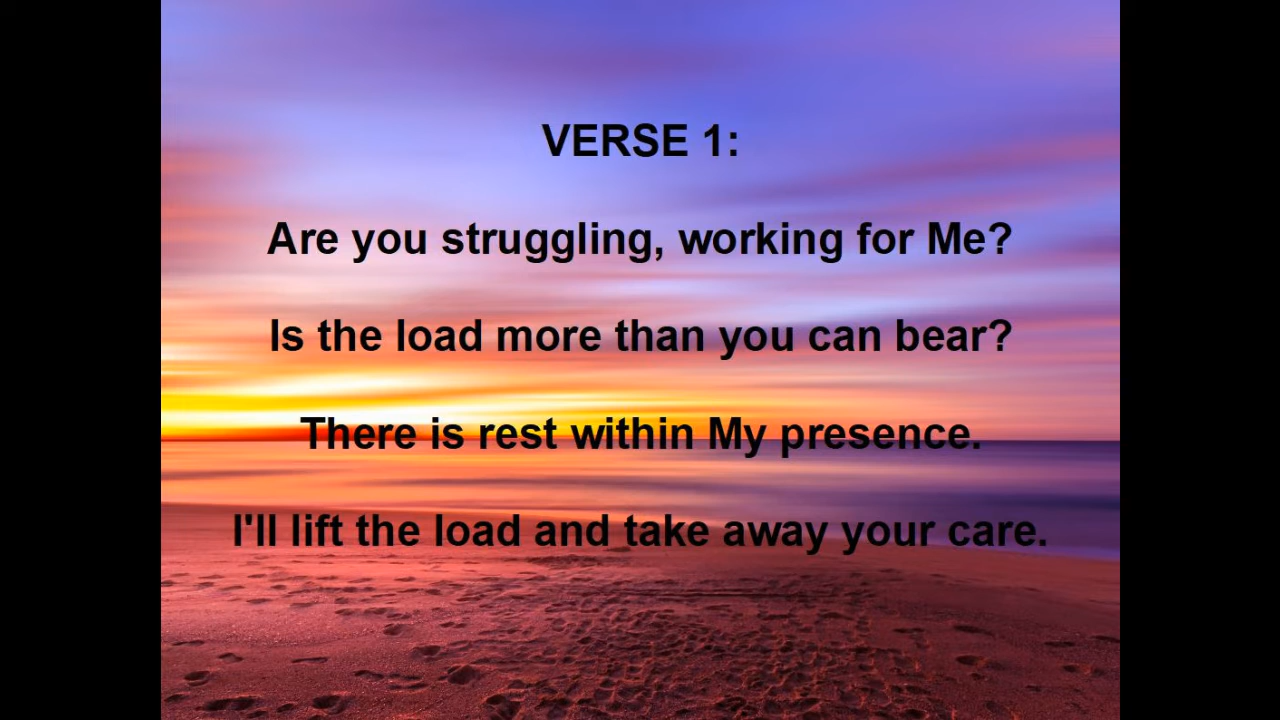 VERSE 1:
Are you struggling, working for Me?
Is the load more than you can bear?
There is rest within My presence.
I'll lift the load and take away your care.